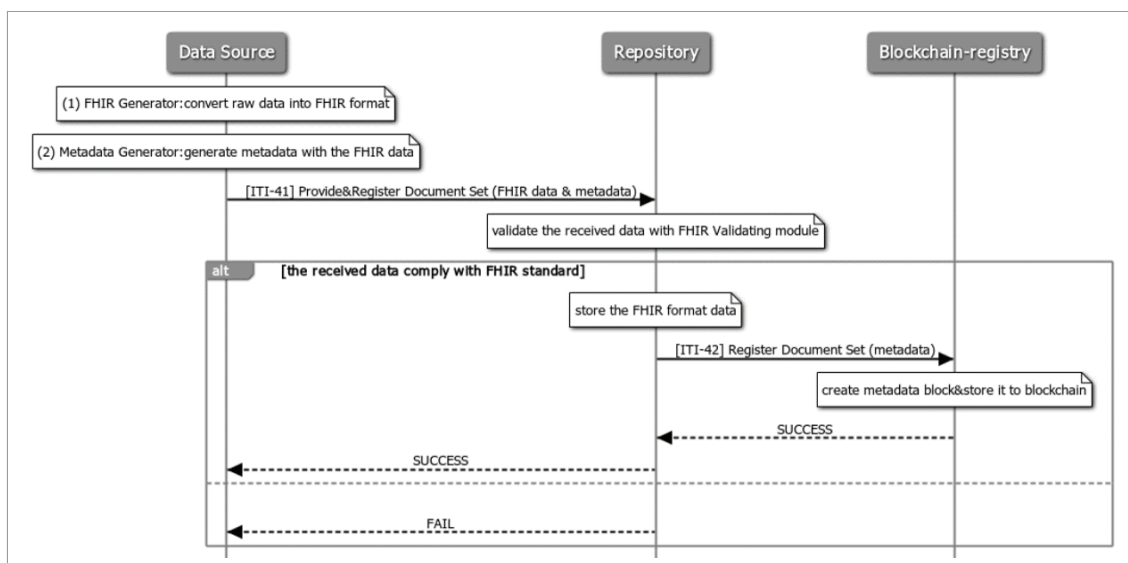 Data Source
Repository
Blockchain-registry
(1) FHIR Generator:convert raw data into FHIR format
(2) Metadata Generator:generate metadata with the FHIR data
[ITI-41] Provide&Register Document Set (FHIR data & metadata)
validate the received data with FHIR Validating module
alt
[the received data comply with FHIR standard]
store the FHIR format data
[ITI-42] Register Document Set (metadata)
create metadata block&store it to blockchain
SUCCESS
SUCCESS
FAIL